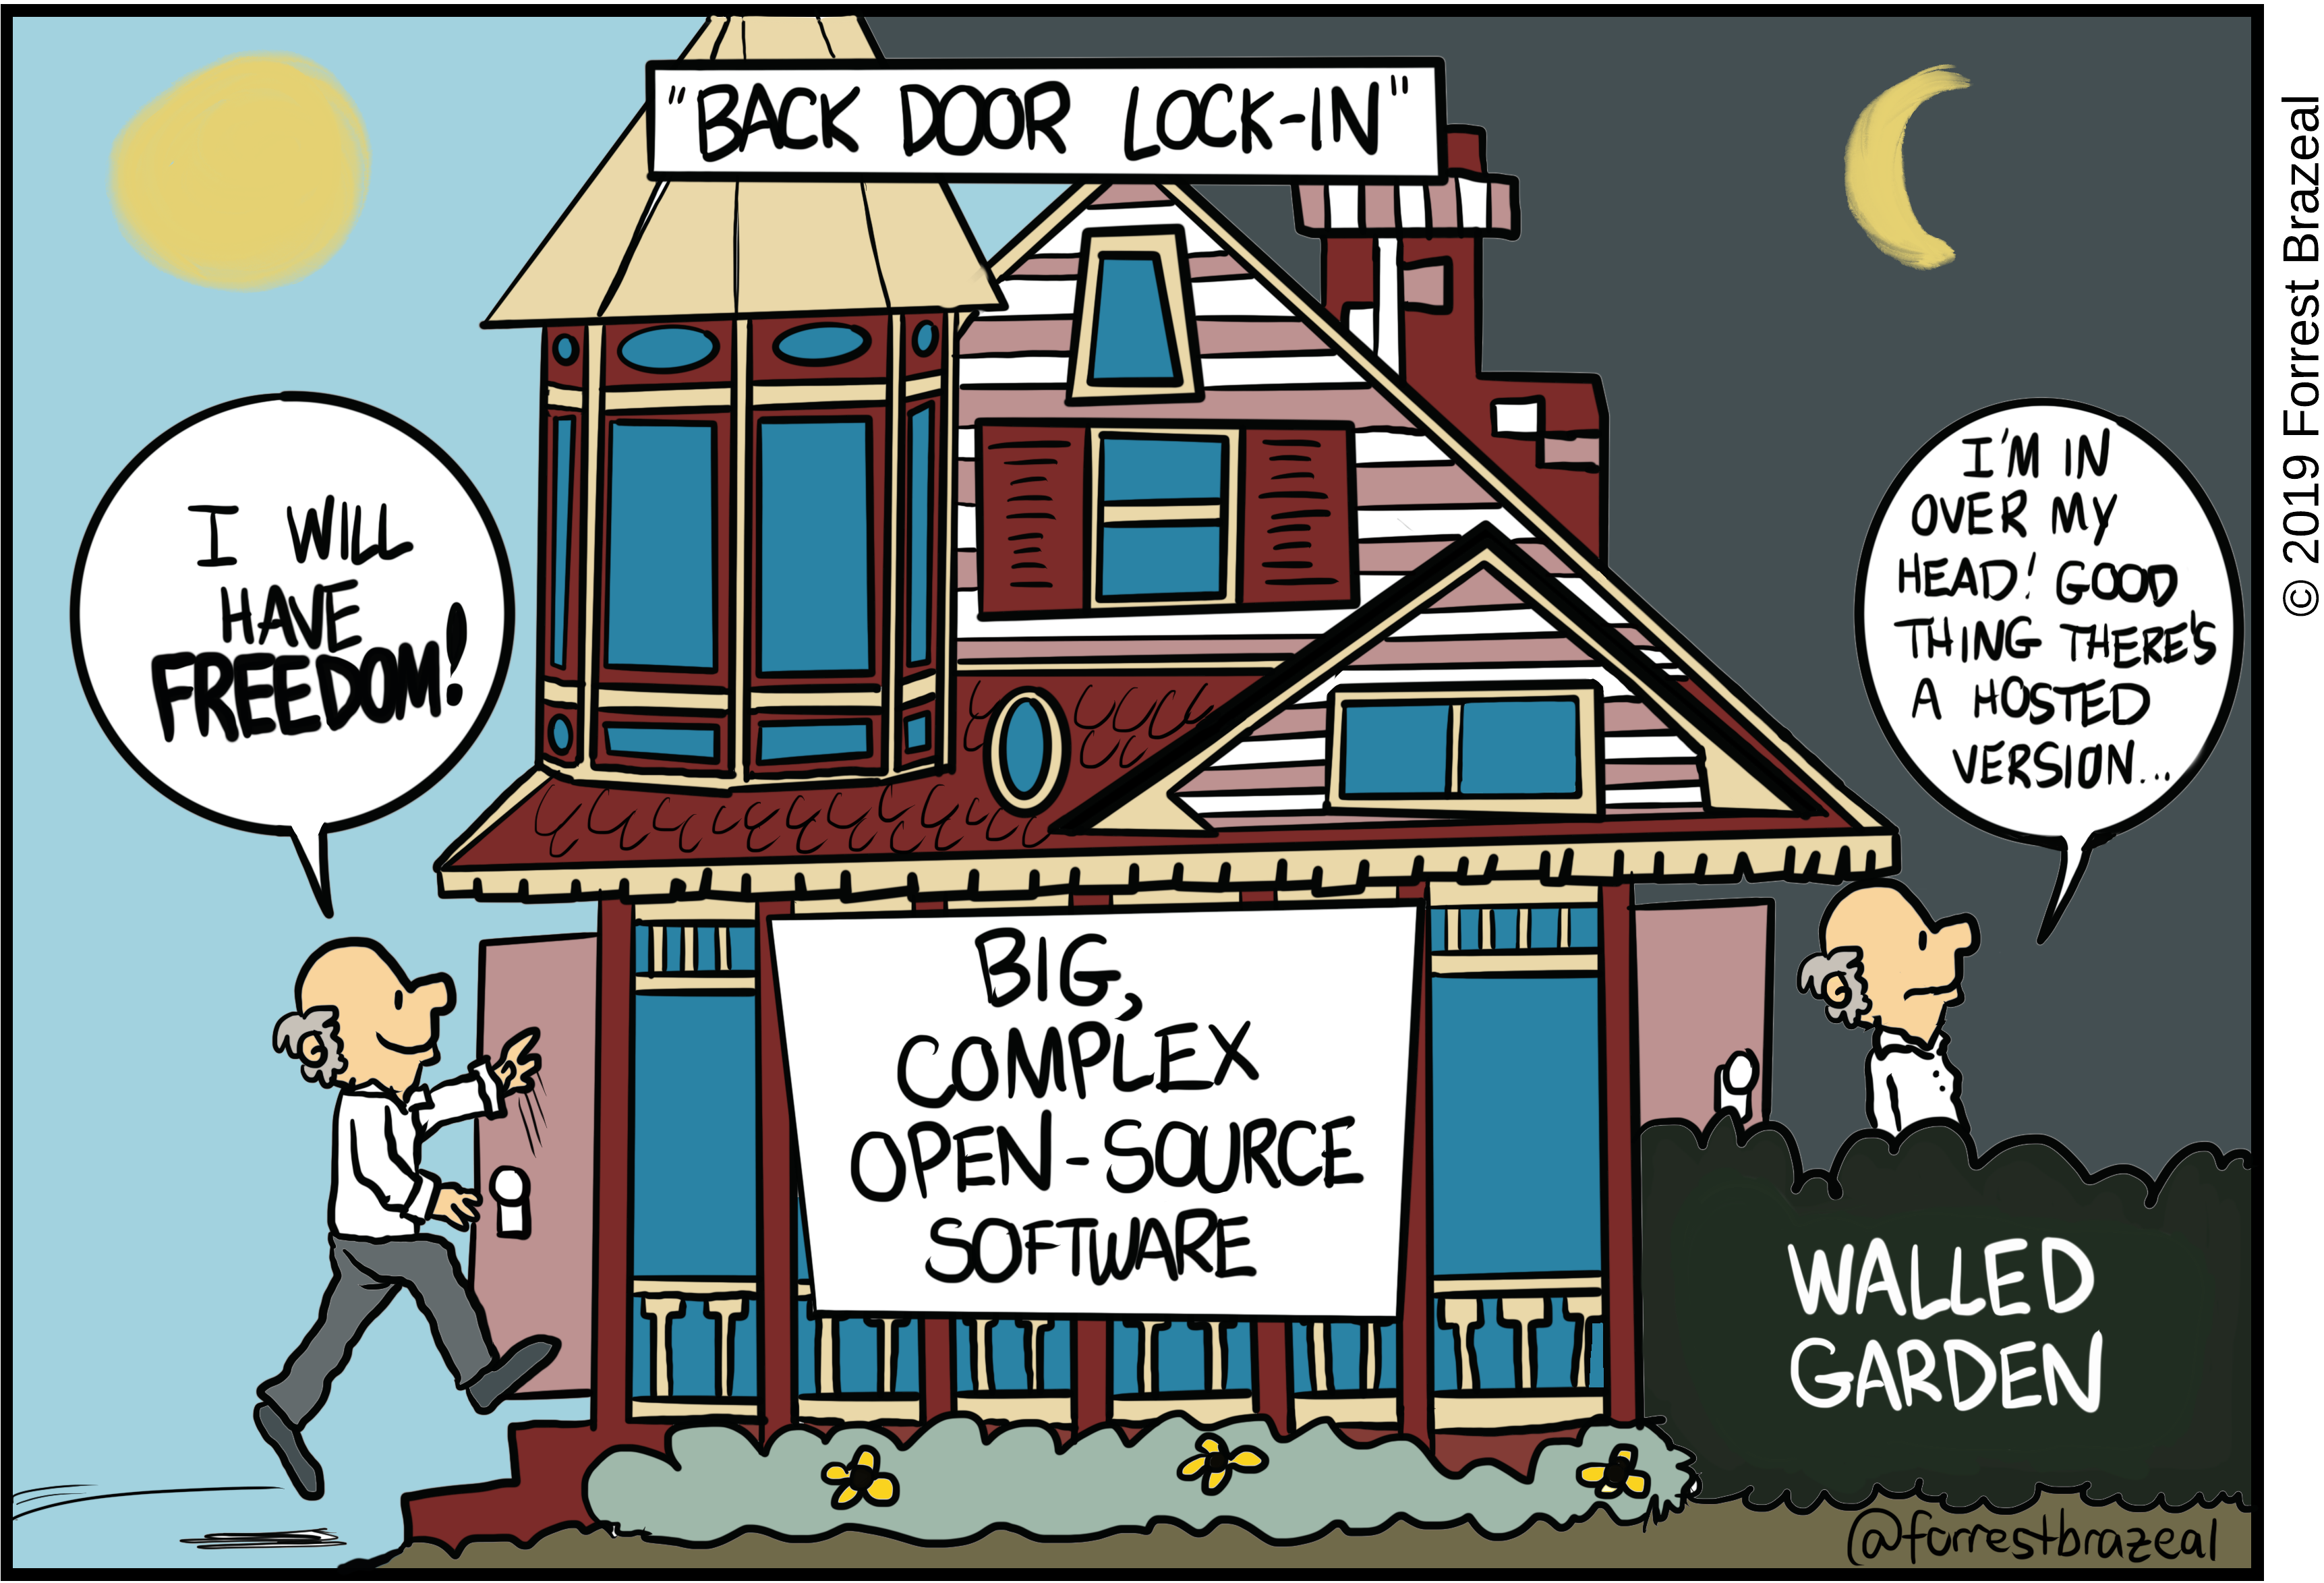 "BACK DOOR LOCK-IN"
I WILL
HAVE
FREEDOM!
I'M IN
OVER MY
HEAD! GOOD
THING THERE'S
A HOSTED
VERSION...
BIG,
COMPLEX
OPEN-SOURCE
SOFTWARE
WALLED
GARDEN
@forrestbrazeal
© 2019 Forrest Brazeal